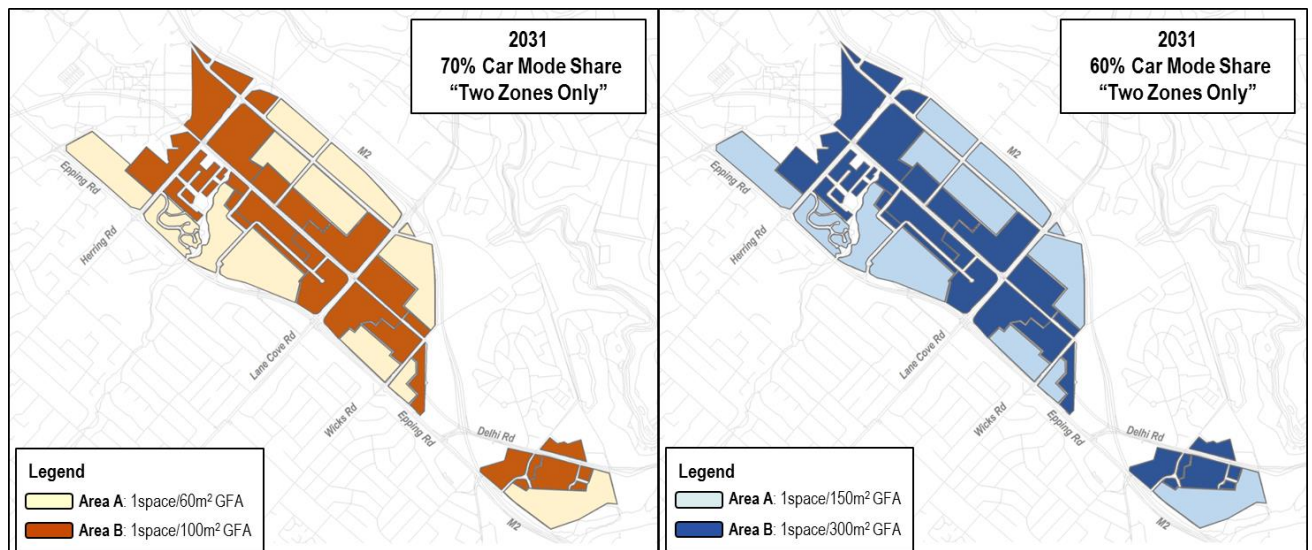 2031
70% Car Mode Share
“Two Zones Only”
M2
Epping Rd
Herring Rd
Lane Cove Rd
Wicks Rd
Epping Rd
Delhi Rd
M2
Legend
Area A: 1space/60m² GFA
Area B: 1space/100m² GFA
2031
60% Car Mode Share
“Two Zones Only”
M2
Epping Rd
Herring Rd
Lane Cove Rd
Wicks Rd
Epping Rd
Delhi Rd
M2
Legend
Area A: 1space/150m² GFA
Area B: 1space/300m² GFA